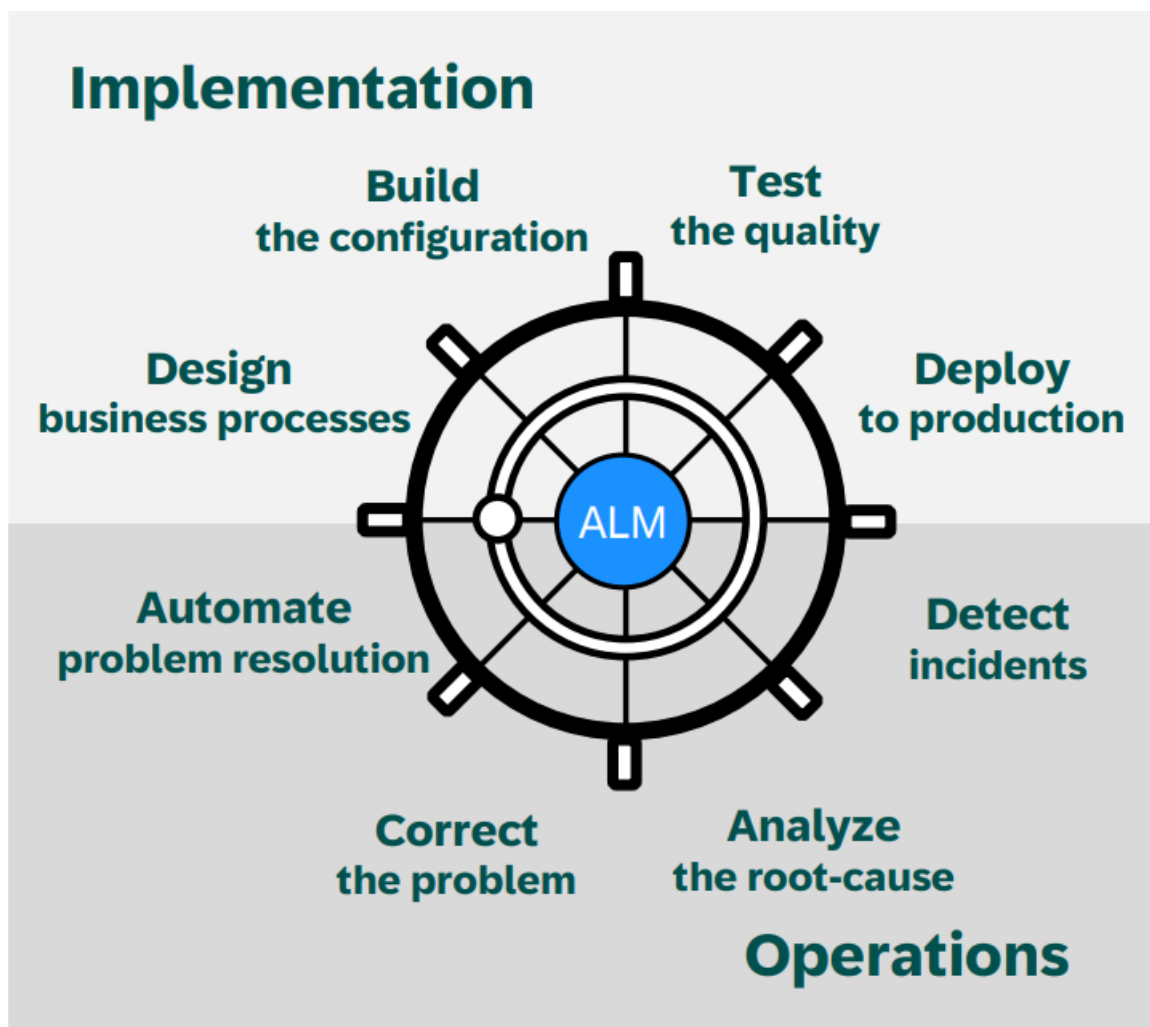 Implementation
Build
the configuration
Test
the quality
Design
business processes
Deploy
to production
ALM
Automate
problem resolution
Detect
incidents
Correct
the problem
Analyze
the root-cause
Operations